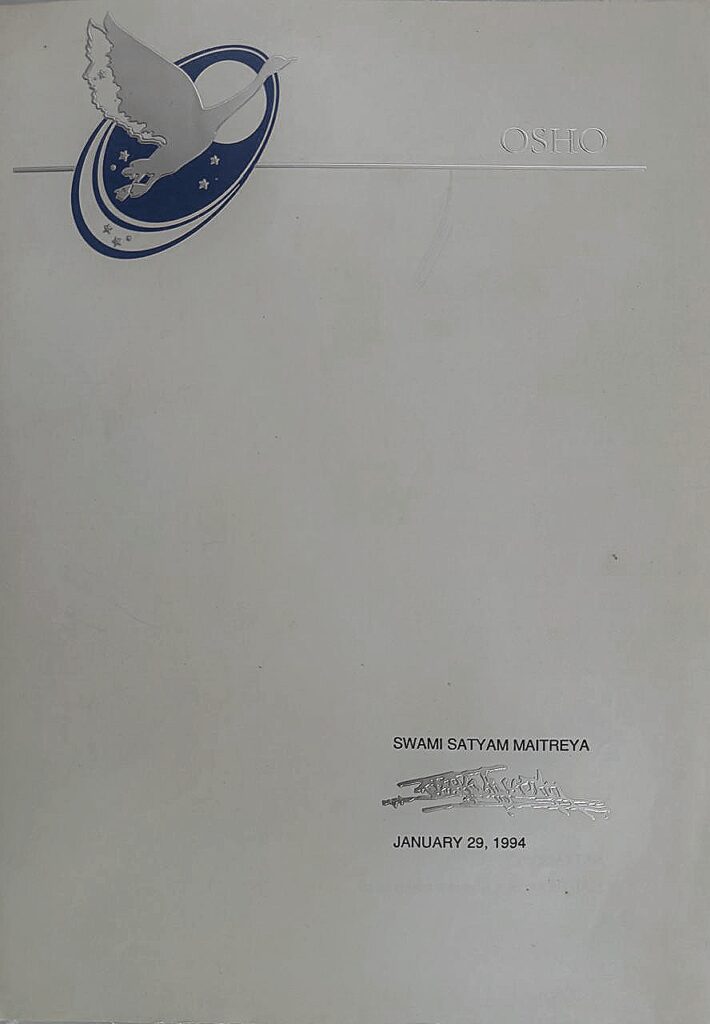 OSHO
SWAMI SATYAM MAITREYA
JANUARY 29, 1994